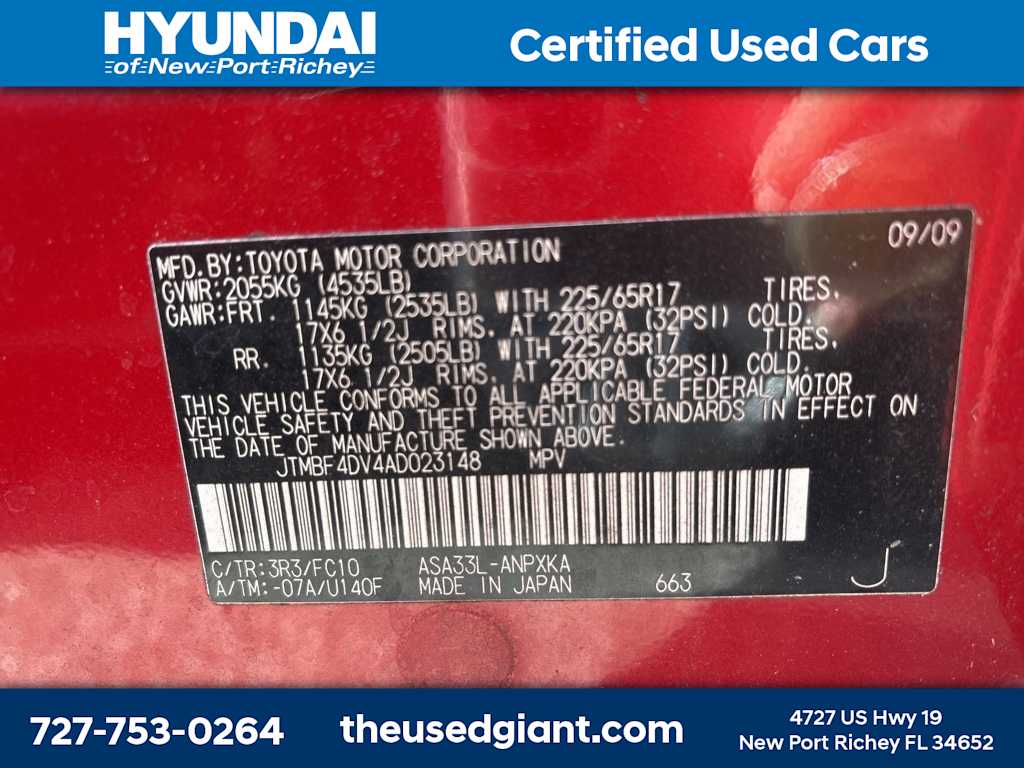 HYUNDAI
of New Port Richey
Certified Used Cars
09/09
MFD.BY:TOYOTA MOTOR CORPORATION
GVWR:2055KG (4535LB)
GAWR:FRT. 1145KG (2535LB) WITH 225/65R17 TIRES.
17X6 1/2J RIMS. AT 220KPA (32PSI) COLD.
RR. 1135KG (2505LB) WITH 225/65R17 TIRES.
17X6 1/2J RIMS. AT 220KPA (32PSI) COLD.
THIS VEHICLE CONFORMS TO ALL APPLICABLE FEDERAL MOTOR
VEHICLE SAFETY AND THEFT PREVENTION STANDARDS IN EFFECT ON
THE DATE OF MANUFACTURE SHOWN ABOVE.
JTMBF4DV4AD023148 MPV
C/TR:3R3/FC10 ASA33L-ANPXKA
A/TM:-07A/U140F MADE IN JAPAN 663 J
727-753-0264
theusedgiant.com
4727 US Hwy 19
New Port Richey FL 34652